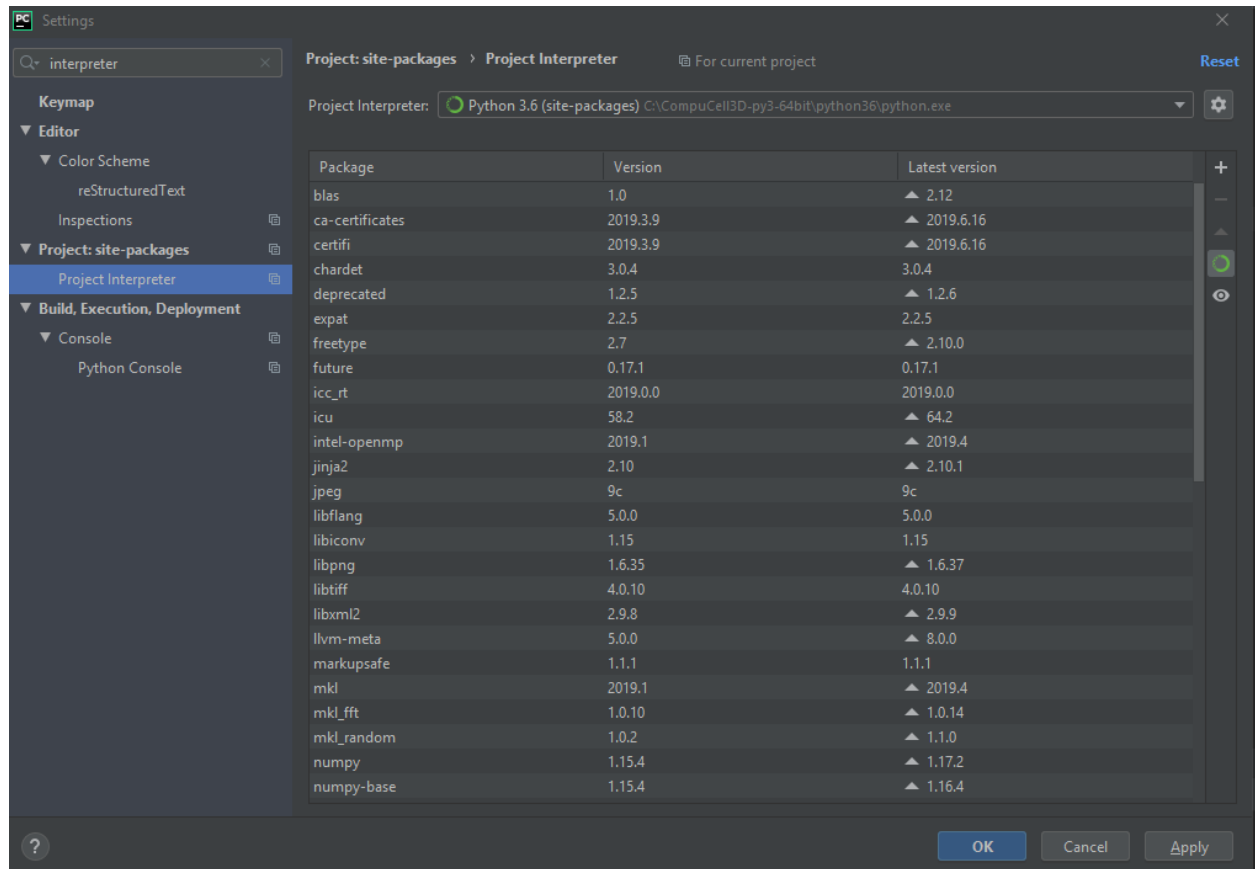 PC Settings
interpreter
Project: site-packages › Project Interpreter For current project Reset
Keymap
Project Interpreter: Python 3.6 (site-packages) C:\CompuCell3D-py3-64bit\python36\python.exe
Editor
Color Scheme
reStructuredText
Inspections
Project: site-packages
Project Interpreter
Build, Execution, Deployment
Console
Python Console
Package Version Latest version
blas 1.0 2.12
ca-certificates 2019.3.9 2019.6.16
certifi 2019.3.9 2019.6.16
chardet 3.0.4 3.0.4
deprecated 1.2.5 1.2.6
expat 2.2.5 2.2.5
freetype 2.7 2.10.0
future 0.17.1 0.17.1
icc_rt 2019.0.0 2019.0.0
icu 58.2 64.2
intel-openmp 2019.1 2019.4
jinja2 2.10 2.10.1
jpeg 9c 9c
libflang 5.0.0 5.0.0
libiconv 1.15 1.15
libpng 1.6.35 1.6.37
libtiff 4.0.10 4.0.10
libxml2 2.9.8 2.9.9
llvm-meta 5.0.0 8.0.0
markupsafe 1.1.1 1.1.1
mkl 2019.1 2019.4
mkl_fft 1.0.10 1.0.14
mkl_random 1.0.2 1.1.0
numpy 1.15.4 1.17.2
numpy-base 1.15.4 1.16.4
? OK Cancel Apply